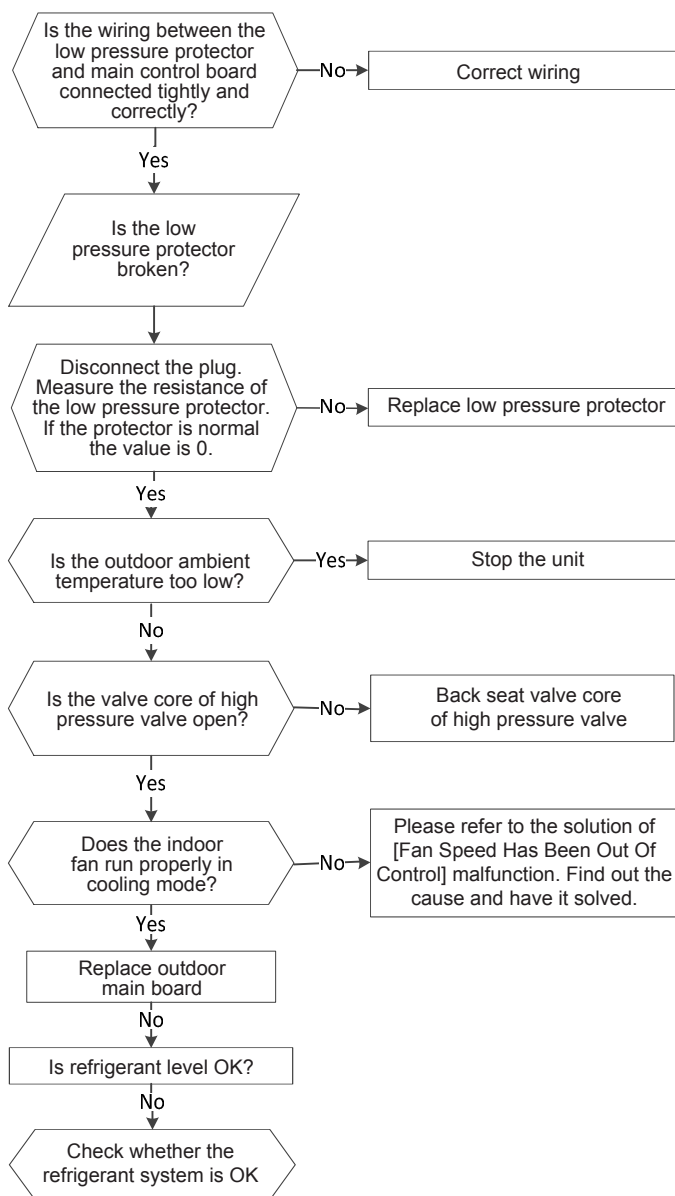 Is the wiring between the
low pressure protector
and main control board
connected tightly and
correctly?
No
Correct wiring
Yes
Is the low
pressure protector
broken?
Disconnect the plug.
Measure the resistance of
the low pressure protector.
If the protector is normal
the value is 0.
No
Replace low pressure protector
Yes
Is the outdoor ambient
temperature too low?
Yes
Stop the unit
No
Is the valve core of high
pressure valve open?
No
Back seat valve core
of high pressure valve
Yes
Does the indoor
fan run properly in
cooling mode?
No
Please refer to the solution of
[Fan Speed Has Been Out Of
Control] malfunction. Find out the
cause and have it solved.
Yes
Replace outdoor
main board
No
Is refrigerant level OK?
No
Check whether the
refrigerant system is OK